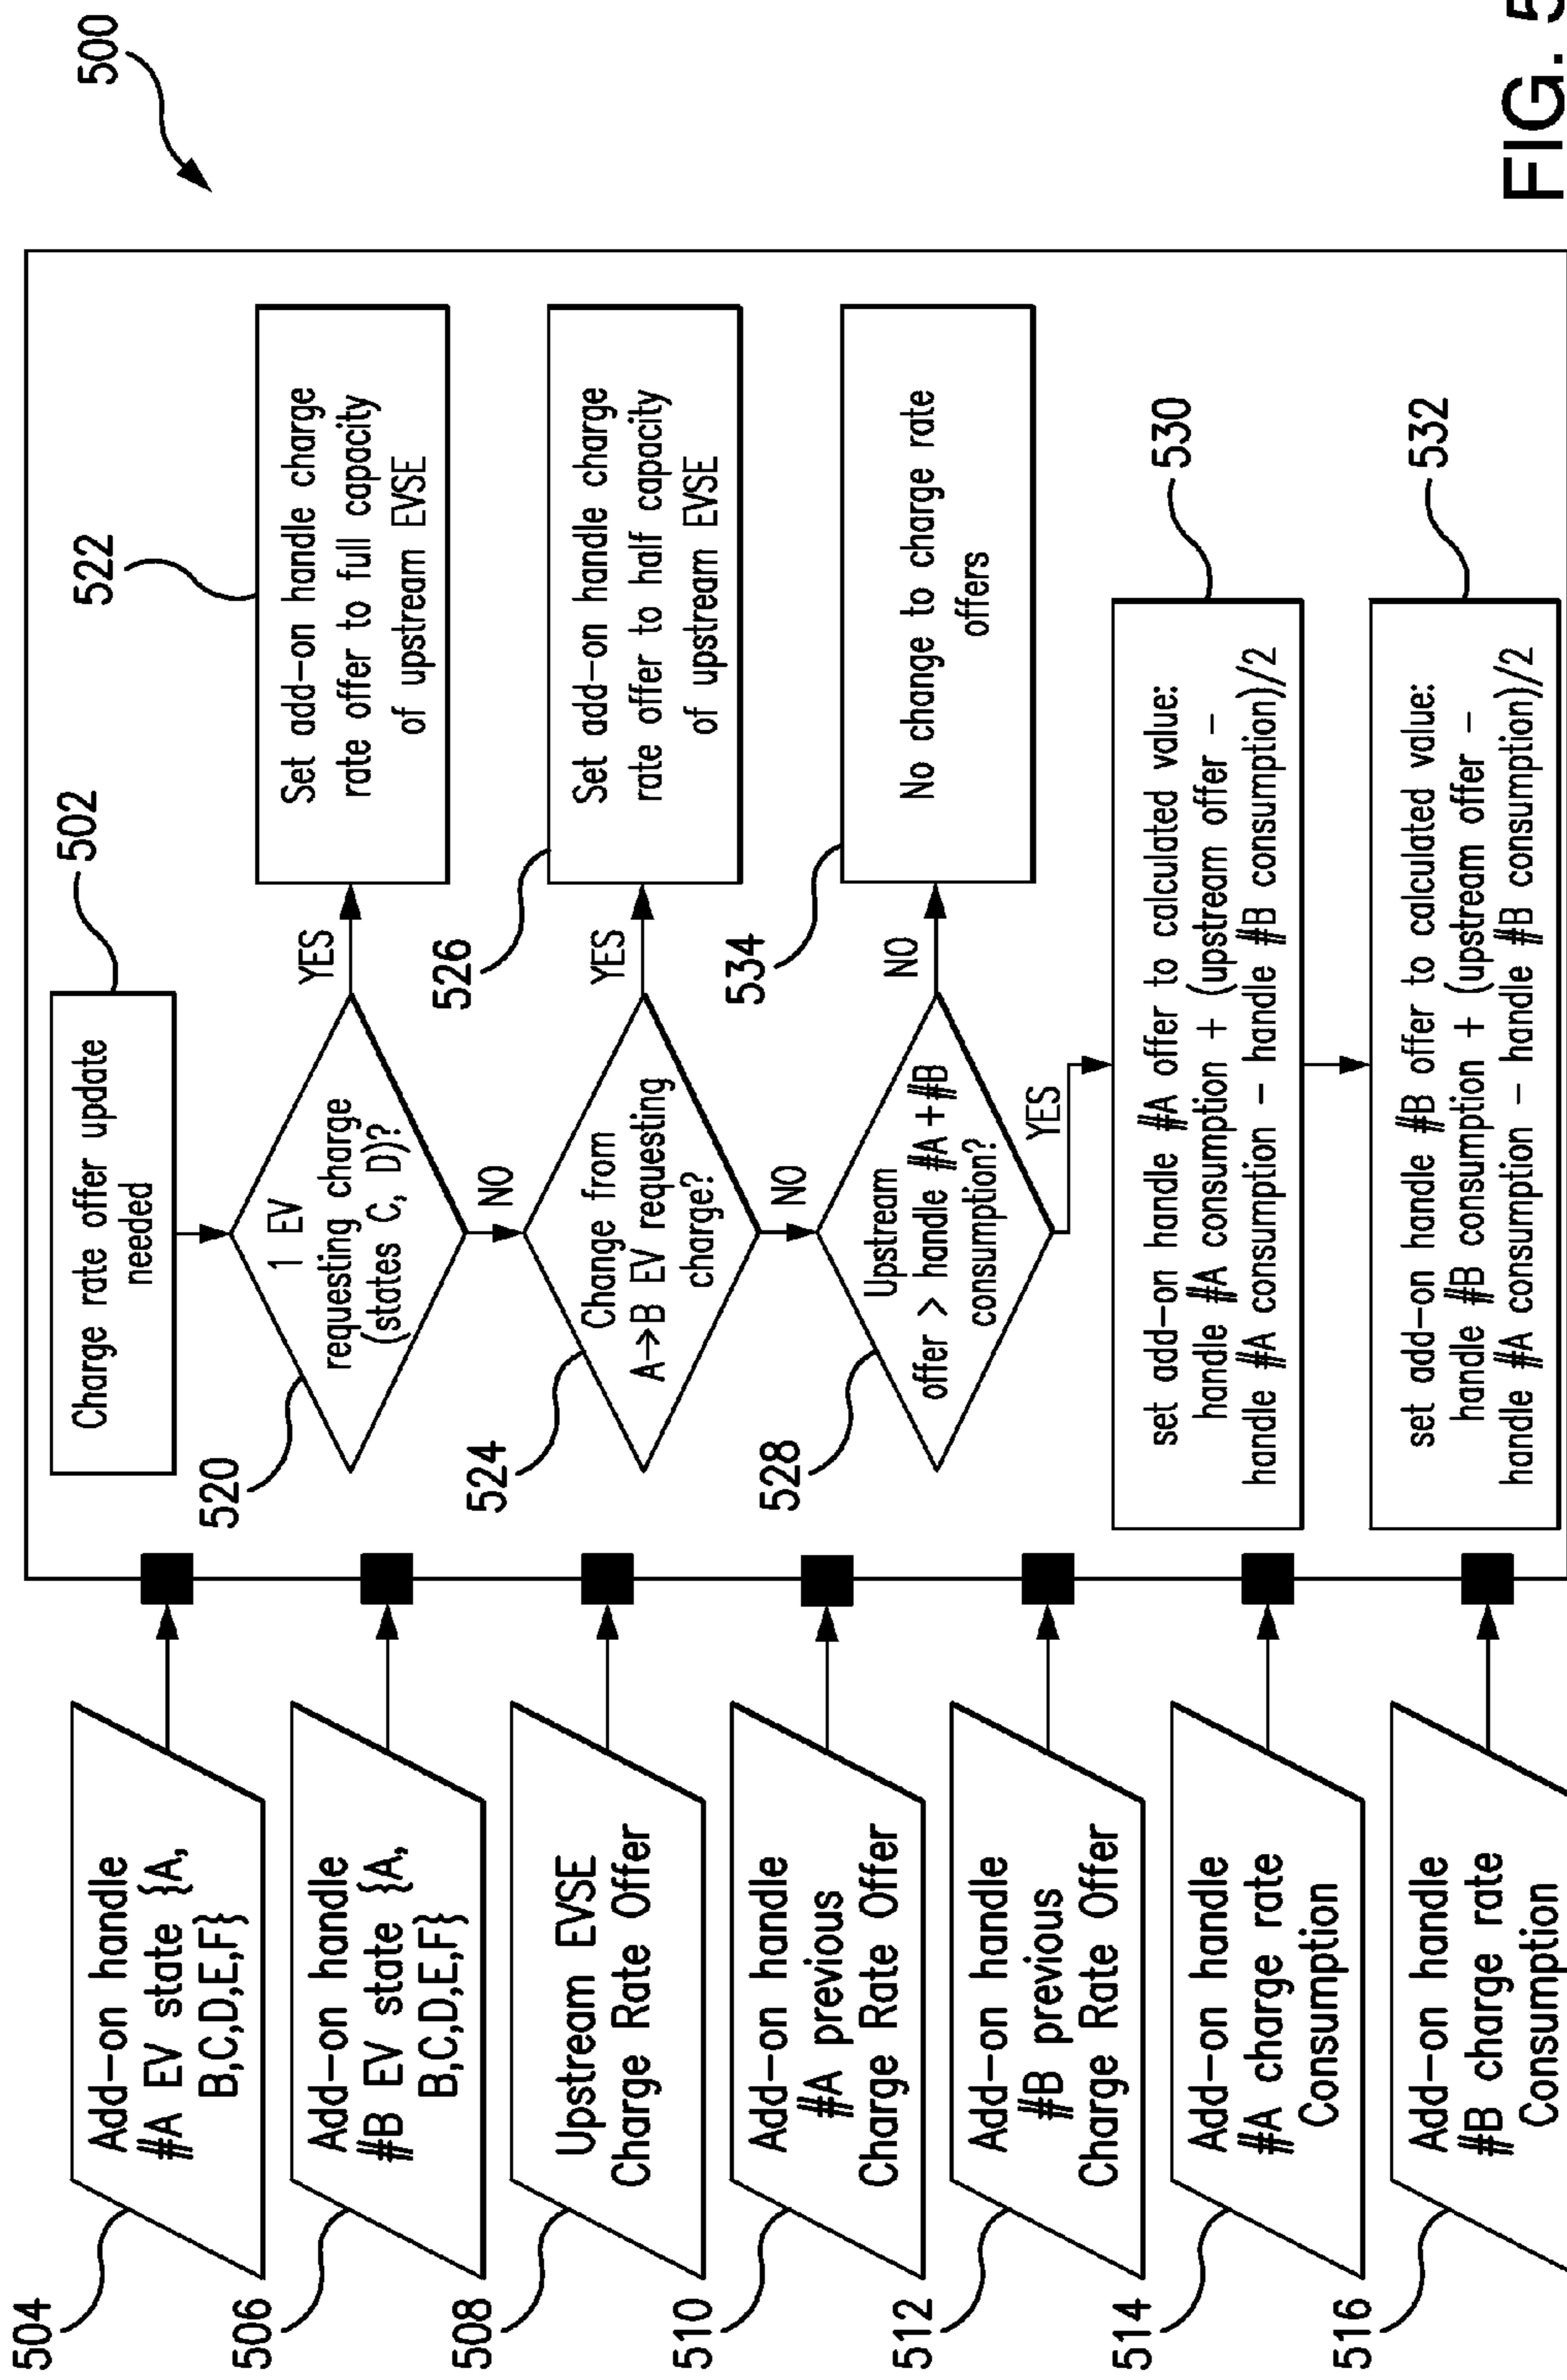 500
504
Add-on handle
#A EV state {A,
B,C,D,E,F}
506
Add-on handle
#B EV state {A,
B,C,D,E,F}
508
Upstream EVSE
Charge Rate Offer
510
Add-on handle
#A previous
Charge Rate Offer
512
Add-on handle
#B previous
Charge Rate Offer
514
Add-on handle
#A charge rate
Consumption
516
Add-on handle
#B charge rate
Consumption
502
Charge rate offer update
needed
520
1 EV
requesting charge
(states C, D)?
YES
NO
522
Set add-on handle charge
rate offer to full capacity
of upstream EVSE
524
Change from
A→B EV requesting
charge?
YES
NO
526
Set add-on handle charge
rate offer to half capacity
of upstream EVSE
528
Upstream
offer > handle #A+#B
consumption?
NO
YES
534
No change to charge rate
offers
530
set add-on handle #A offer to calculated value:
handle #A consumption + (upstream offer -
handle #A consumption - handle #B consumption)/2
532
set add-on handle #B offer to calculated value:
handle #B consumption + (upstream offer -
handle #A consumption - handle #B consumption)/2
FIG. 5